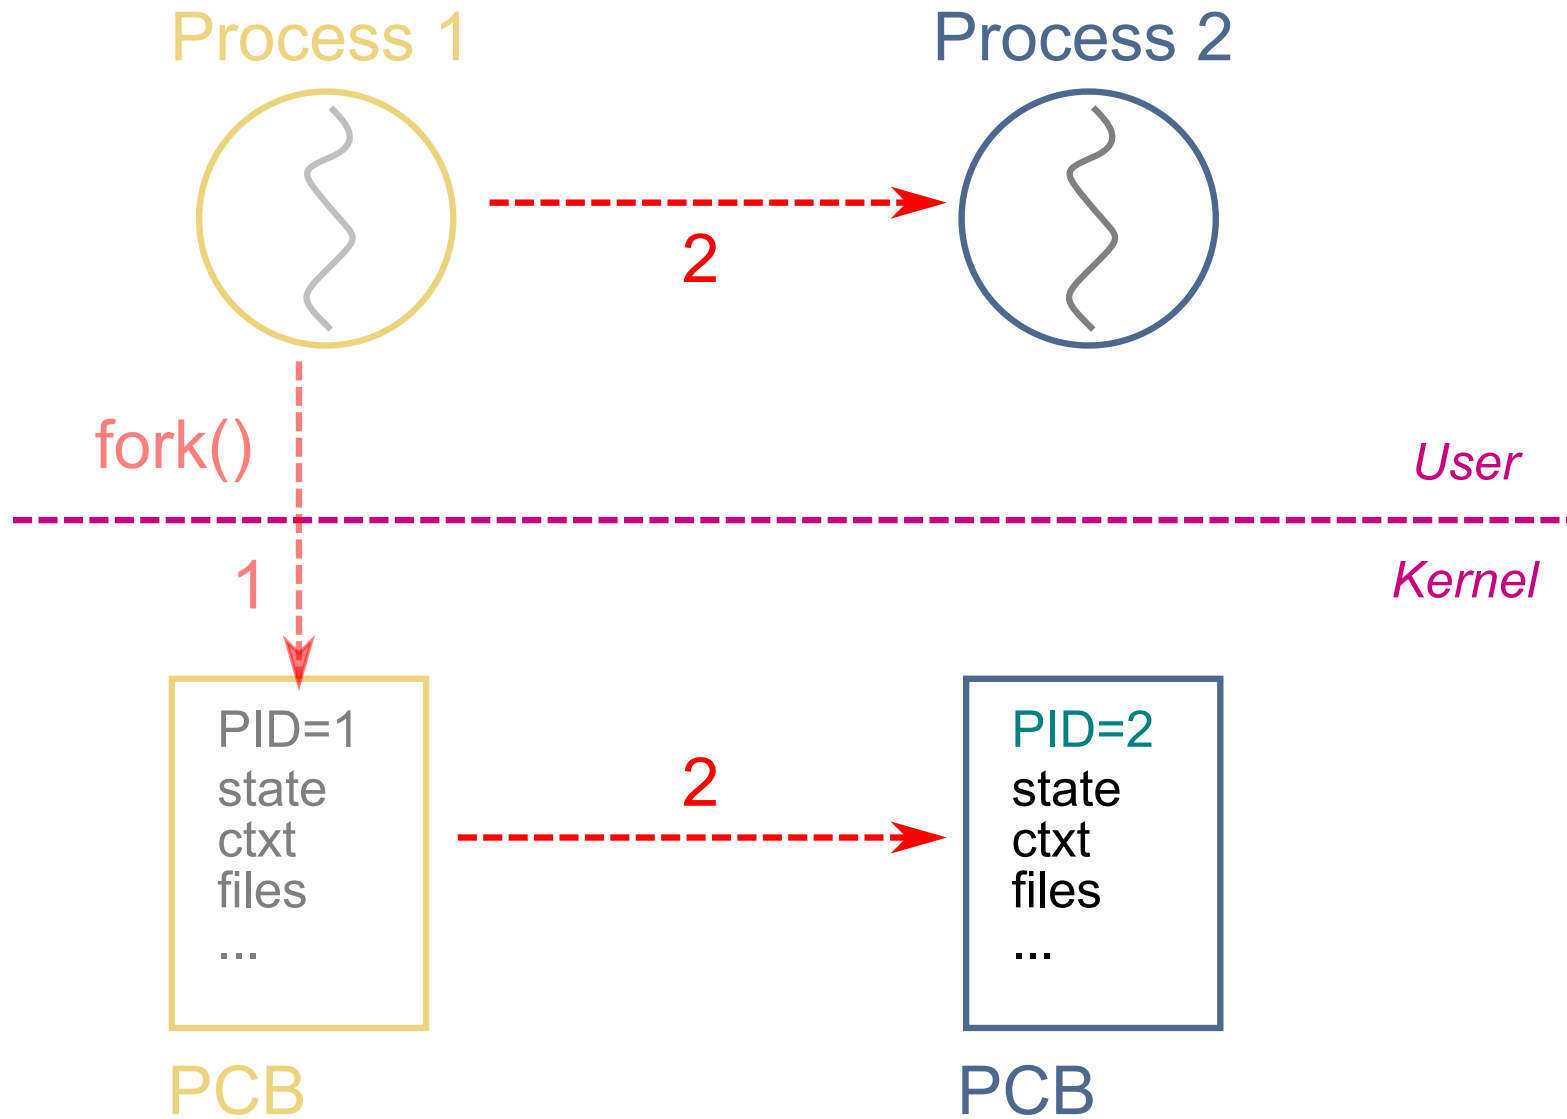 Process 1
Process 2
2
fork()
User
1
Kernel
PID=1
state
ctxt
files
...
2
PID=2
state
ctxt
files
...
PCB
PCB